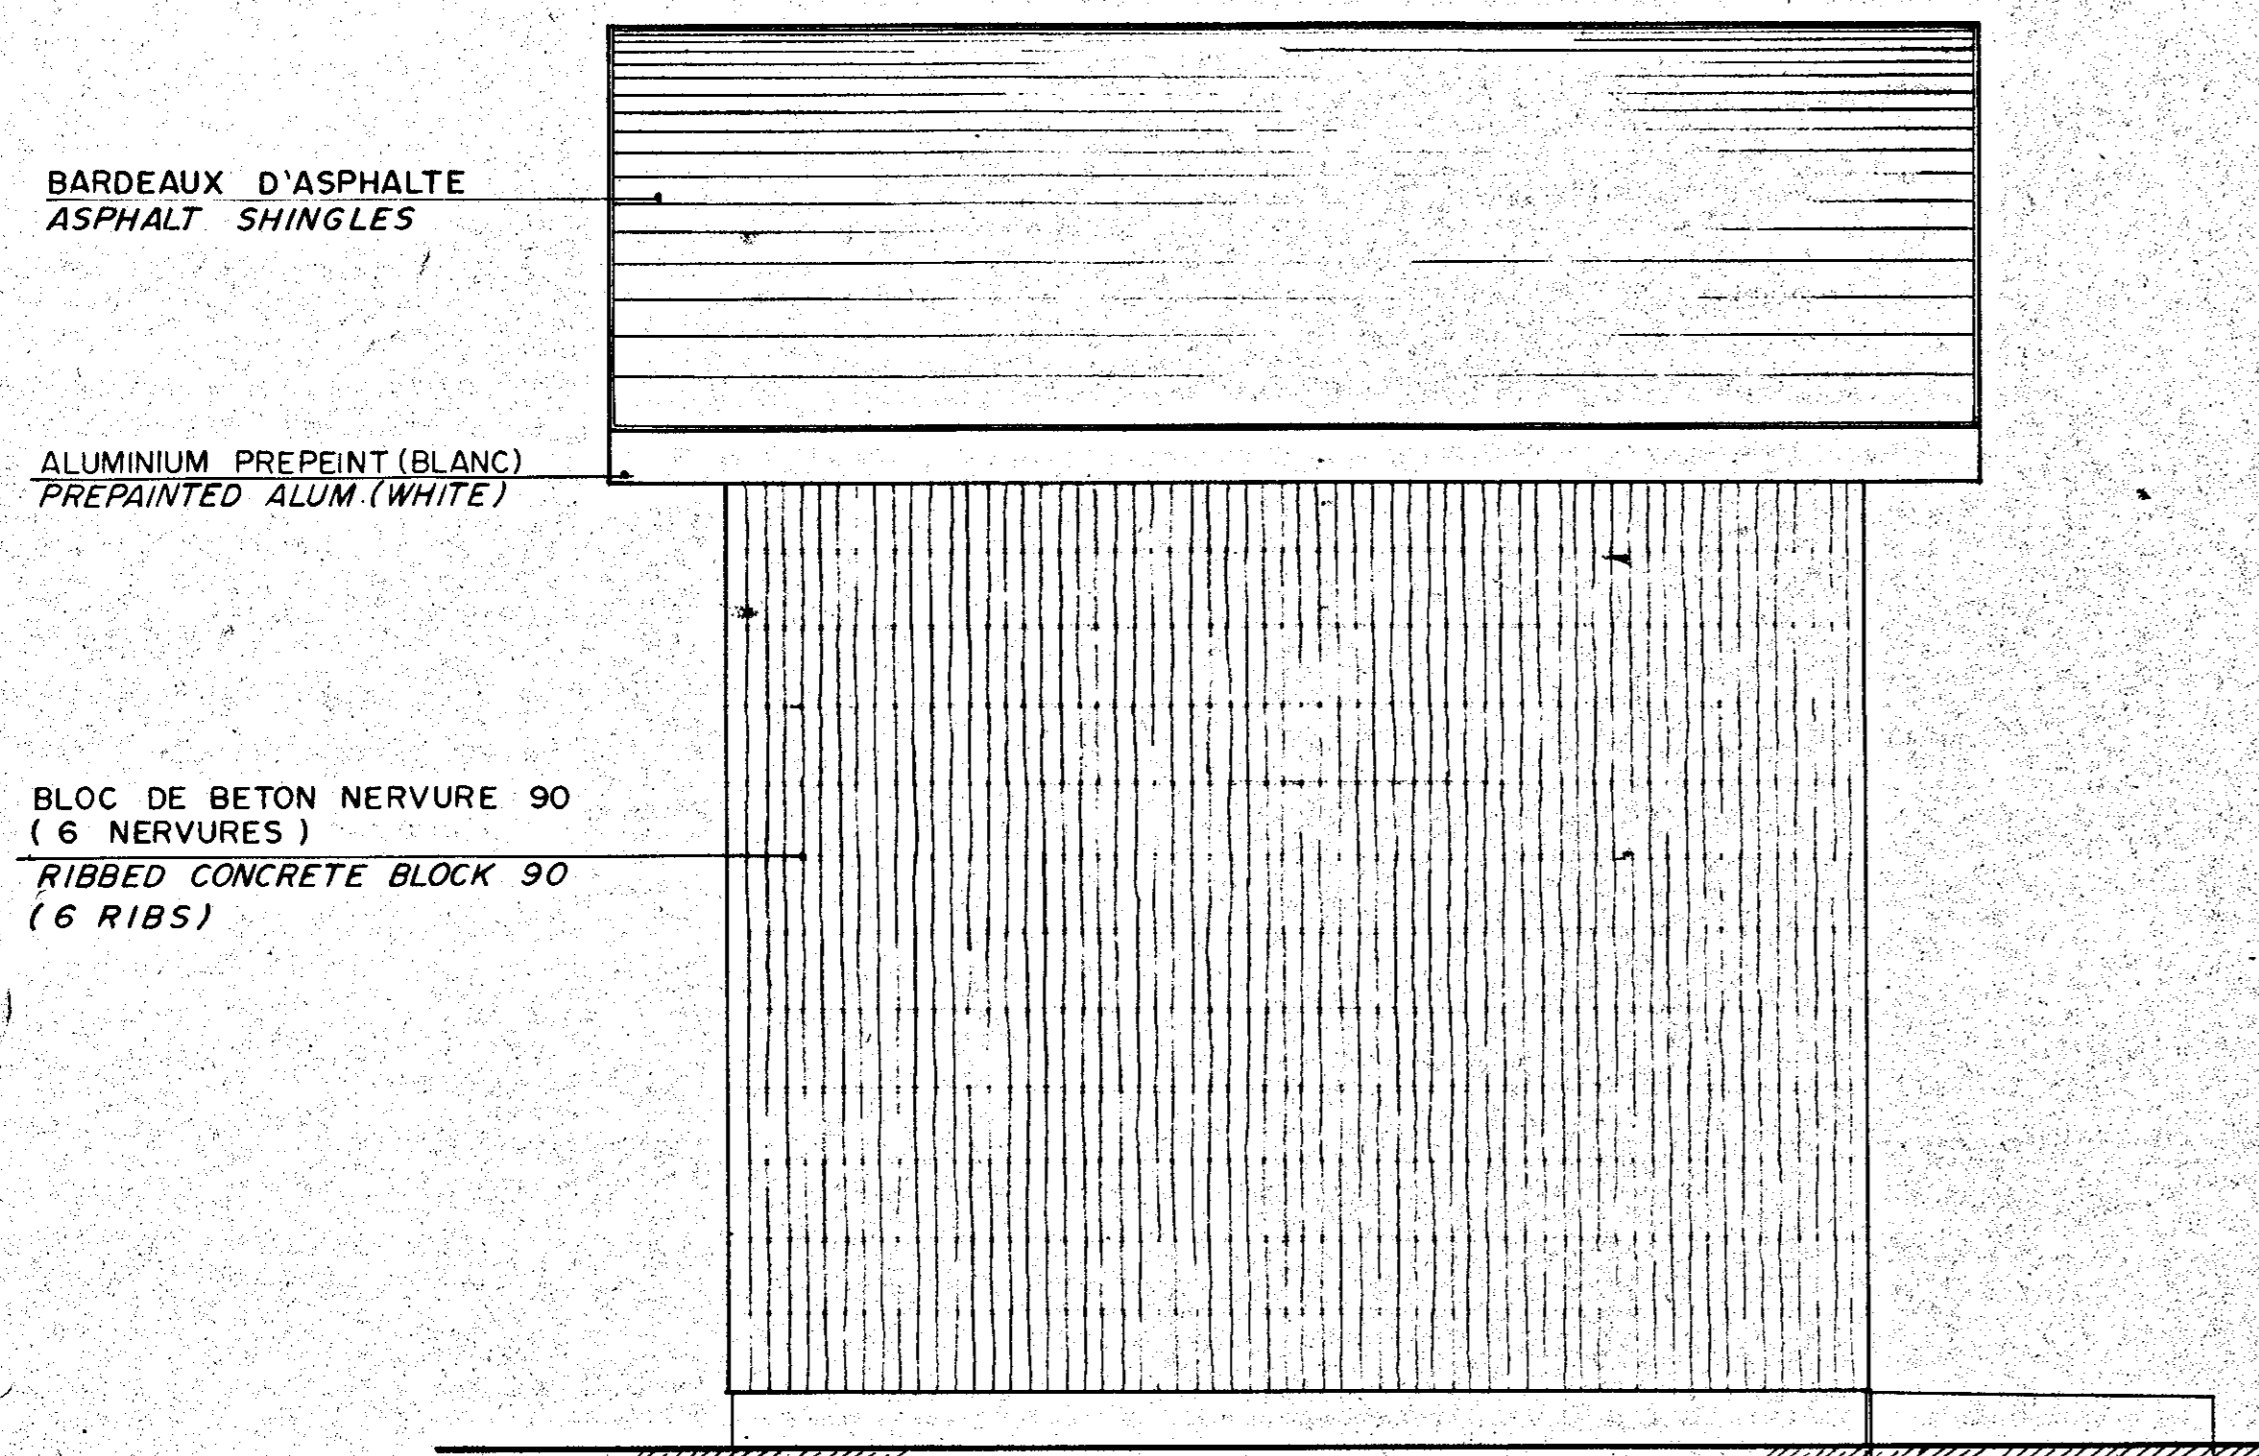 BARDEAUX D'ASPHALTE
ASPHALT SHINGLES
ALUMINIUM PREPEINT (BLANC)
PREPAINTED ALUM. (WHITE)
BLOC DE BETON NERVURE 90
( 6 NERVURES )
RIBBED CONCRETE BLOCK 90
(6 RIBS)